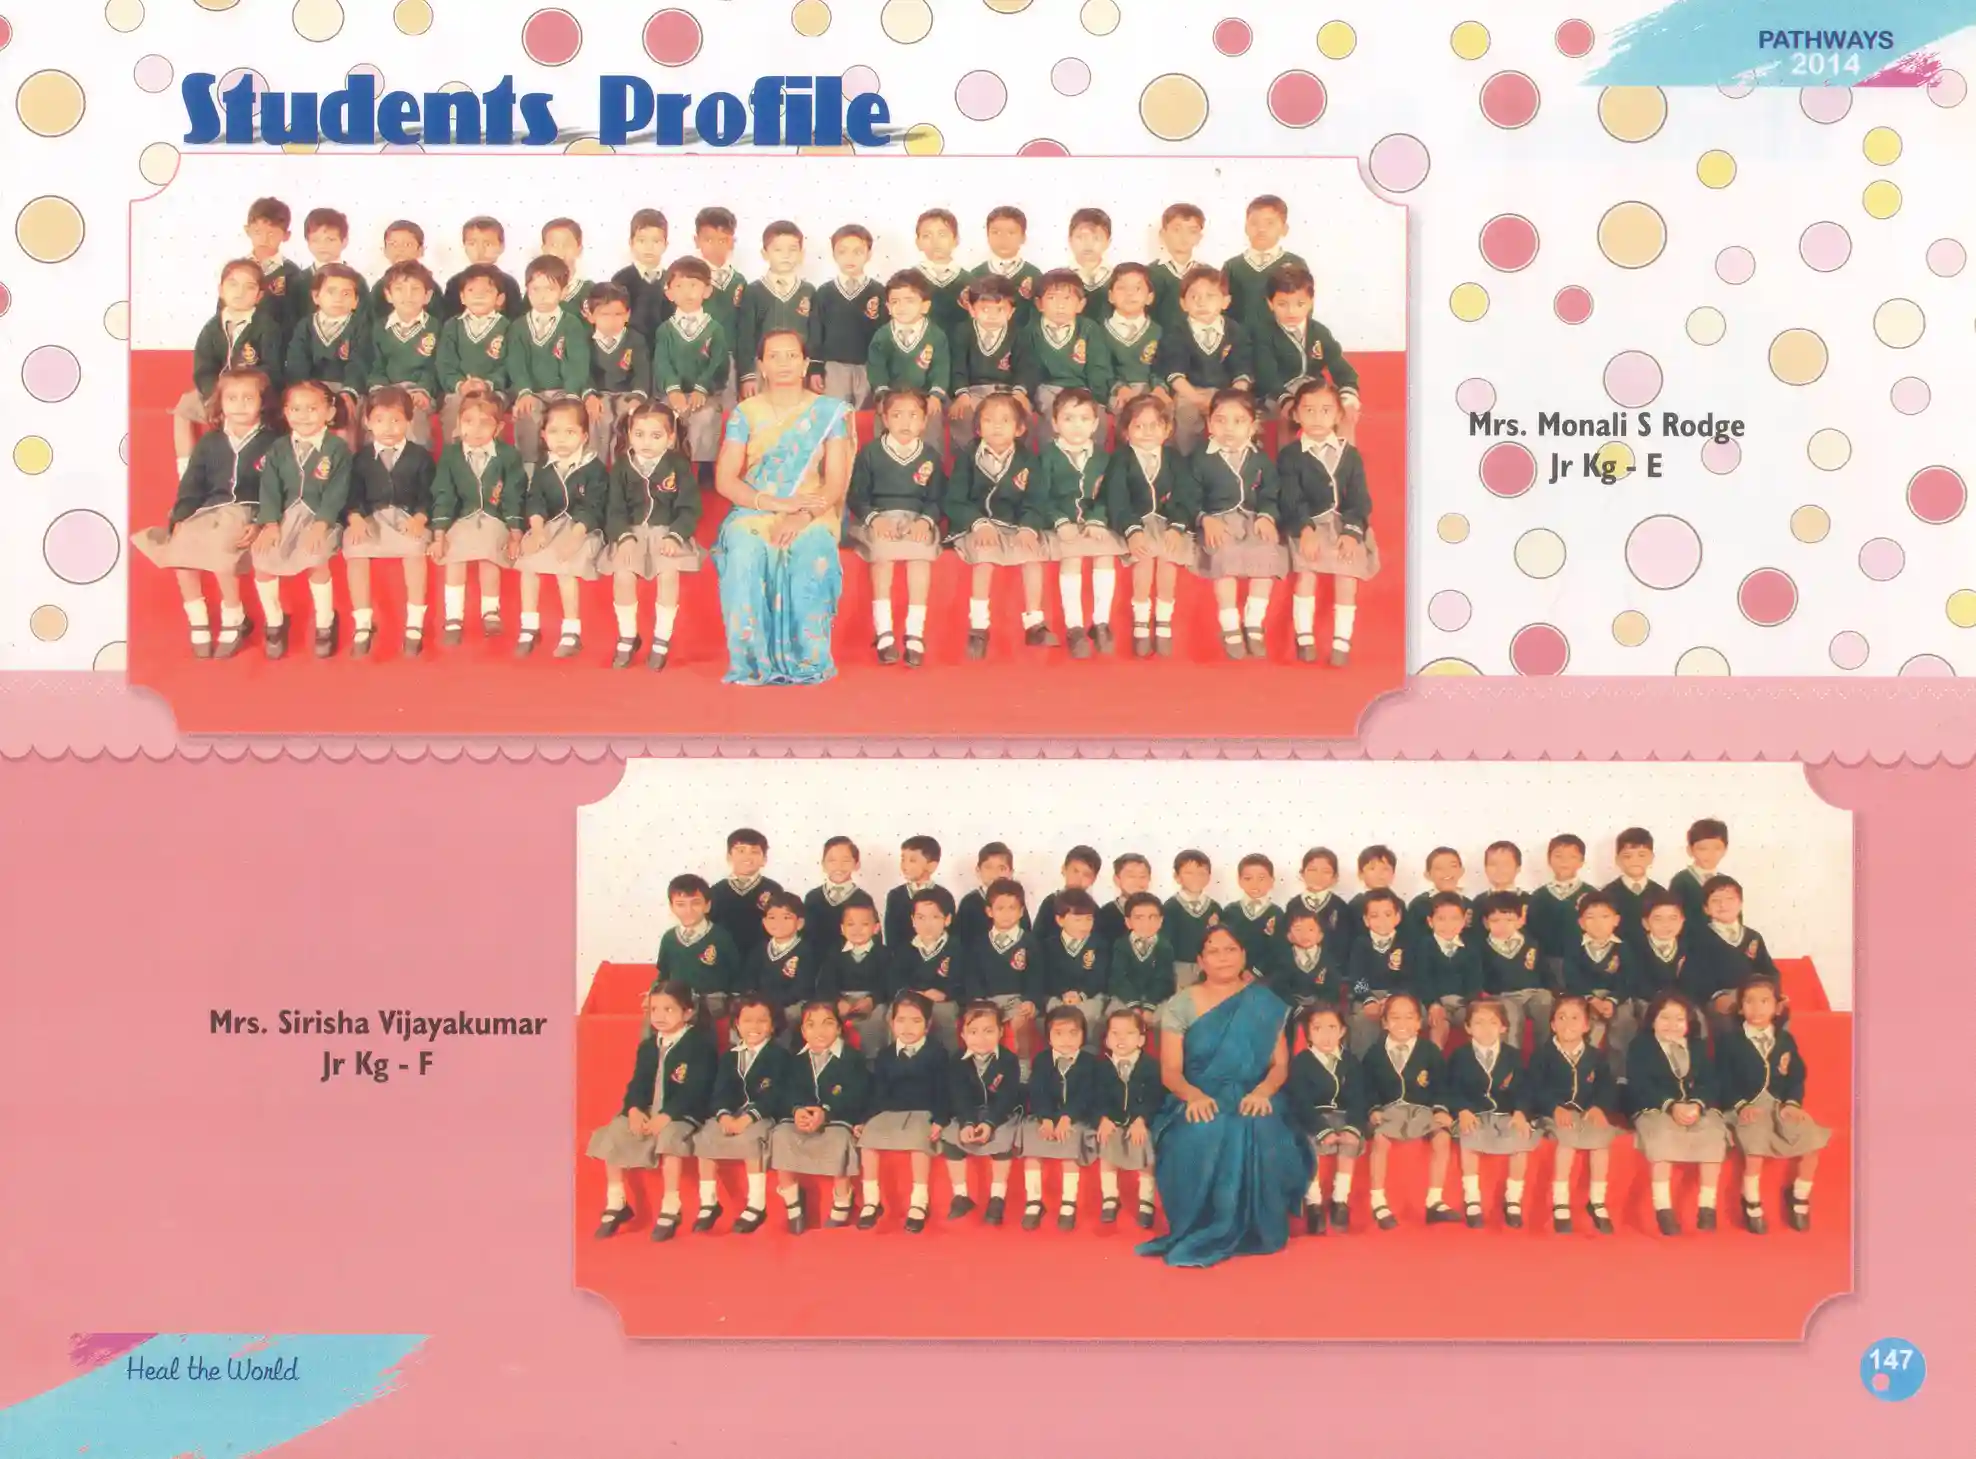 PATHWAYS
2014
Students Profile
Mrs. Monali S Rodge
Jr Kg - E
Mrs. Sirisha Vijayakumar
Jr Kg - F
Heal the World
147